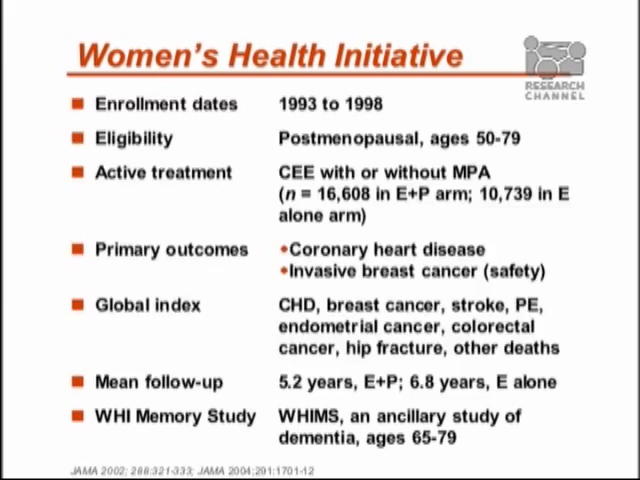 Women's Health Initiative
RESEARCH
CHANNEL
Enrollment dates 1993 to 1998
Eligibility Postmenopausal, ages 50-79
Active treatment CEE with or without MPA
(n = 16,608 in E+P arm; 10,739 in E
alone arm)
Primary outcomes •Coronary heart disease
•Invasive breast cancer (safety)
Global index CHD, breast cancer, stroke, PE,
endometrial cancer, colorectal
cancer, hip fracture, other deaths
Mean follow-up 5.2 years, E+P; 6.8 years, E alone
WHI Memory Study WHIMS, an ancillary study of
dementia, ages 65-79
JAMA 2002; 288:321-333; JAMA 2004;291:1701-12